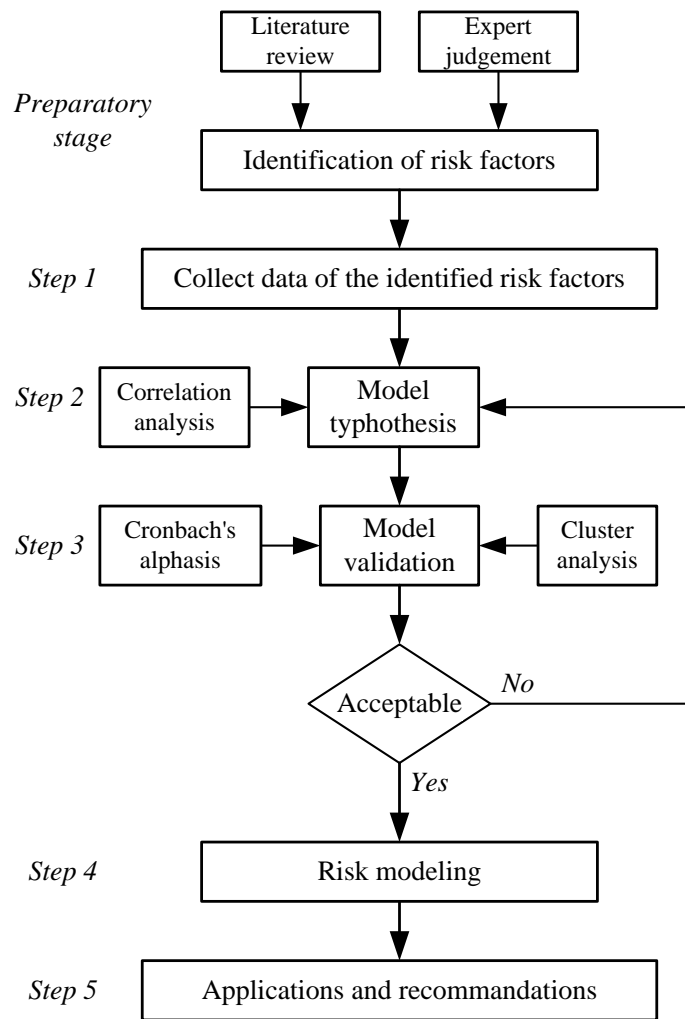 Literature
review
Expert
judgement
Preparatory
stage
Identification of risk factors
Step 1
Collect data of the identified risk factors
Step 2
Correlation
analysis
Model
typhothesis
Step 3
Cronbach's
alphasis
Model
validation
Cluster
analysis
Acceptable
No
Yes
Step 4
Risk modeling
Step 5
Applications and recommandations